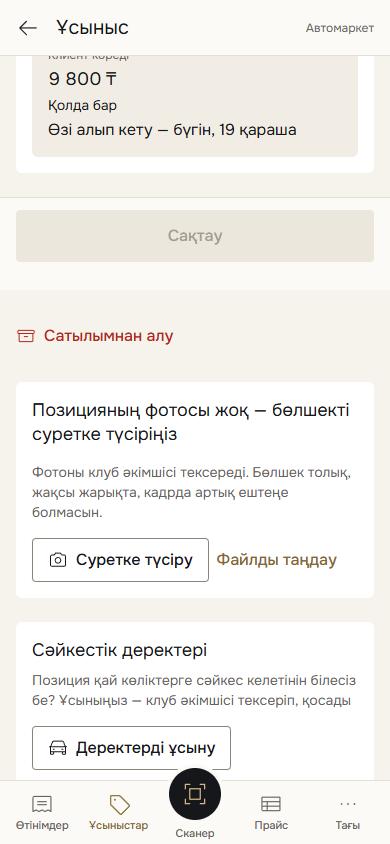 Ұсыныс
Автомаркет
Клиент көреді
9 800 ₸
Қолда бар
Өзі алып кету — бүгін, 19 қараша
Сақтау
Сатылымнан алу
Позицияның фотосы жоқ — бөлшекті
суретке түсіріңіз
Фотоны клуб әкімшісі тексереді. Бөлшек толық,
жақсы жарықта, кадрда артық ештеңе
болмасын.
Суретке түсіру
Файлды таңдау
Сәйкестік деректері
Позиция қай көліктерге сәйкес келетінін білесіз
бе? Ұсыныңыз — клуб әкімшісі тексеріп, қосады
Деректерді ұсыну
Өтінімдер
Ұсыныстар
Сканер
Прайс
Тағы